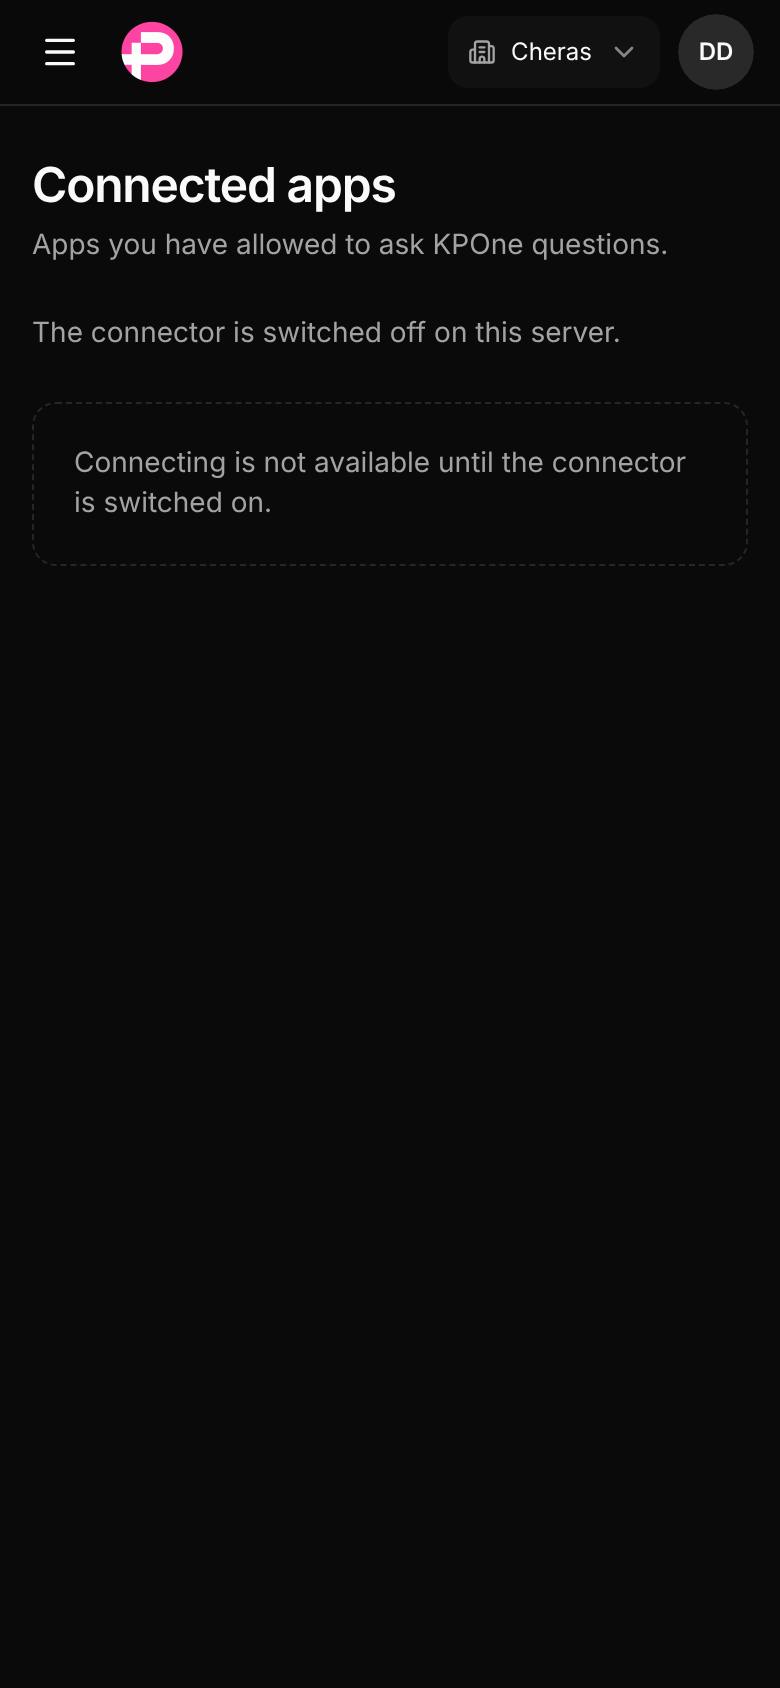 Cheras
DD
Connected apps
Apps you have allowed to ask KPOne questions.
The connector is switched off on this server.
Connecting is not available until the connector
is switched on.